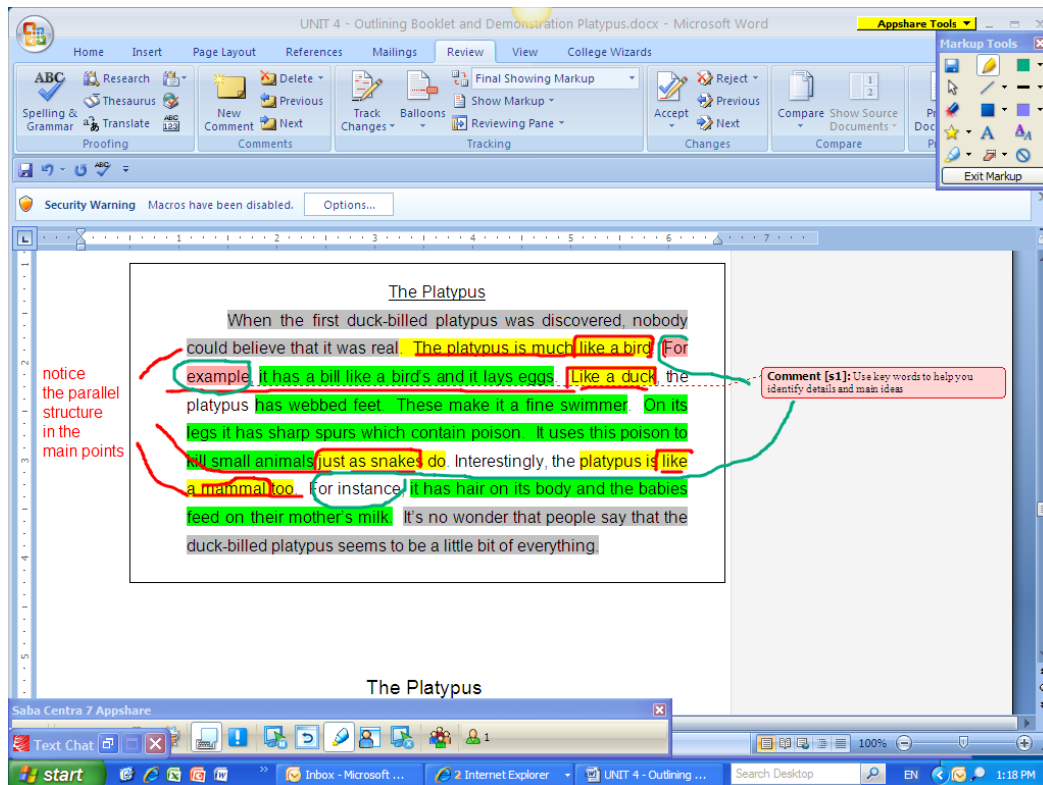 UNIT 4 - Outlining Booklet and Demonstration Platypus.docx - Microsoft Word
Appshare Tools
Home Insert Page Layout References Mailings Review View College Wizards
Markup Tools
ABC
Spelling & Grammar
Research
Thesaurus
Translate
ABC 123
Proofing
New Comment
Delete
Previous
Next
Comments
Track Changes
Balloons
Final Showing Markup
Show Markup
Reviewing Pane
Tracking
Accept
Reject
Previous
Next
Changes
Compare
Show Source Documents
Compare
Exit Markup
Security Warning Macros have been disabled. Options...
1 2 3 4 5 6 7
The Platypus
When the first duck-billed platypus was discovered, nobody
could believe that it was real. The platypus is much like a bird. For
example, it has a bill like a bird's and it lays eggs. Like a duck, the
platypus has webbed feet. These make it a fine swimmer. On its
legs it has sharp spurs which contain poison. It uses this poison to
kill small animals just as snakes do. Interestingly, the platypus is like
a mammal too. For instance, it has hair on its body and the babies
feed on their mother's milk. It's no wonder that people say that the
duck-billed platypus seems to be a little bit of everything.
notice
the parallel
structure
in the
main points
Comment [s1]: Use key words to help you
identify details and main ideas
The Platypus
Saba Centra 7 Appshare
1
Text Chat
100%
start
Inbox - Microsoft ...
2 Internet Explorer
UNIT 4 - Outlining ...
Search Desktop
EN
1:18 PM